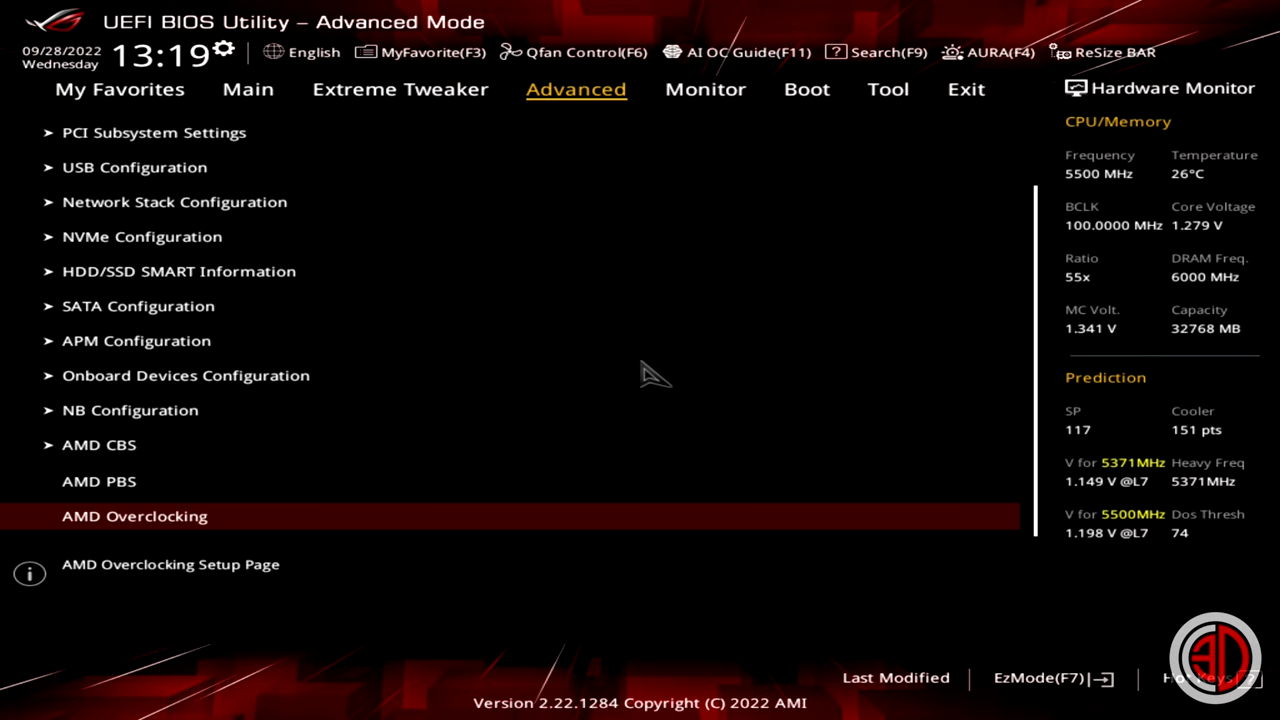 UEFI BIOS Utility – Advanced Mode
09/28/2022
Wednesday
13:19
English
MyFavorite(F3)
Qfan Control(F6)
AI OC Guide(F11)
Search(F9)
AURA(F4)
ReSize BAR
My Favorites
Main
Extreme Tweaker
Advanced
Monitor
Boot
Tool
Exit
Hardware Monitor
PCI Subsystem Settings
USB Configuration
Network Stack Configuration
NVMe Configuration
HDD/SSD SMART Information
SATA Configuration
APM Configuration
Onboard Devices Configuration
NB Configuration
AMD CBS
AMD PBS
AMD Overclocking
AMD Overclocking Setup Page
CPU/Memory
Frequency Temperature
5500 MHz 26°C
BCLK Core Voltage
100.0000 MHz 1.279 V
Ratio DRAM Freq.
55x 6000 MHz
MC Volt. Capacity
1.341 V 32768 MB
Prediction
SP Cooler
117 151 pts
V for 5371MHz Heavy Freq
1.149 V @L7 5371MHz
V for 5500MHz Dos Thresh
1.198 V @L7 74
Last Modified
EzMode(F7)
Version 2.22.1284 Copyright (C) 2022 AMI